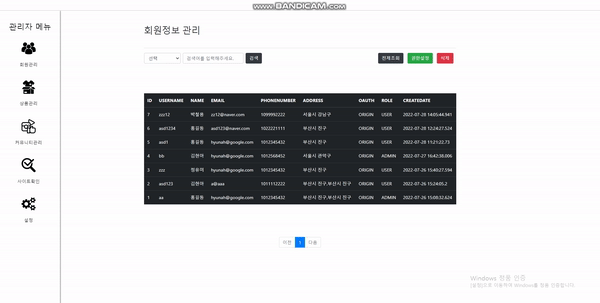 www.BANDICAM.com
관리자 메뉴
회원관리
상품관리
커뮤니티관리
사이트확인
설정
회원정보 관리
선택 검색어를 입력해주세요. 검색 전체조회 권한설정 삭제
ID USERNAME NAME EMAIL PHONENUMBER ADDRESS OAUTH ROLE CREATEDATE
7 zzz12 박철용 zz12@naver.com 1099992222 서울시 강남구 ORIGIN USER 2022-07-28 14:05:44.941
6 asd1234 홍길동 asd123@naver.com 1022221111 부산시 진구 ORIGIN USER 2022-07-28 12:24:27.524
5 asd1 홍길동 hyunah@google.com 1012345432 부산시 진구 ORIGIN USER 2022-07-28 11:21:22.73
4 bb 김현아 hyunah@google.com 1012568452 서울시 관악구 ORIGIN ADMIN 2022-07-27 16:42:38.006
3 zzz 정유미 hyunah@google.com 1012345432 부산시 진구 ORIGIN USER 2022-07-26 15:49:27.594
2 asd123 김현아 a@aaa 1011112222 부산시 진구,부산시 진구 ORIGIN USER 2022-07-26 15:24:05.2
1 aa 홍길동 hyunah@google.com 1012345432 부산시 진구,부산시 진구 ORIGIN ADMIN 2022-07-26 15:08:32.624
이전 1 다음
Windows 정품 인증
[설정]으로 이동하여 Windows를 정품 인증합니다.